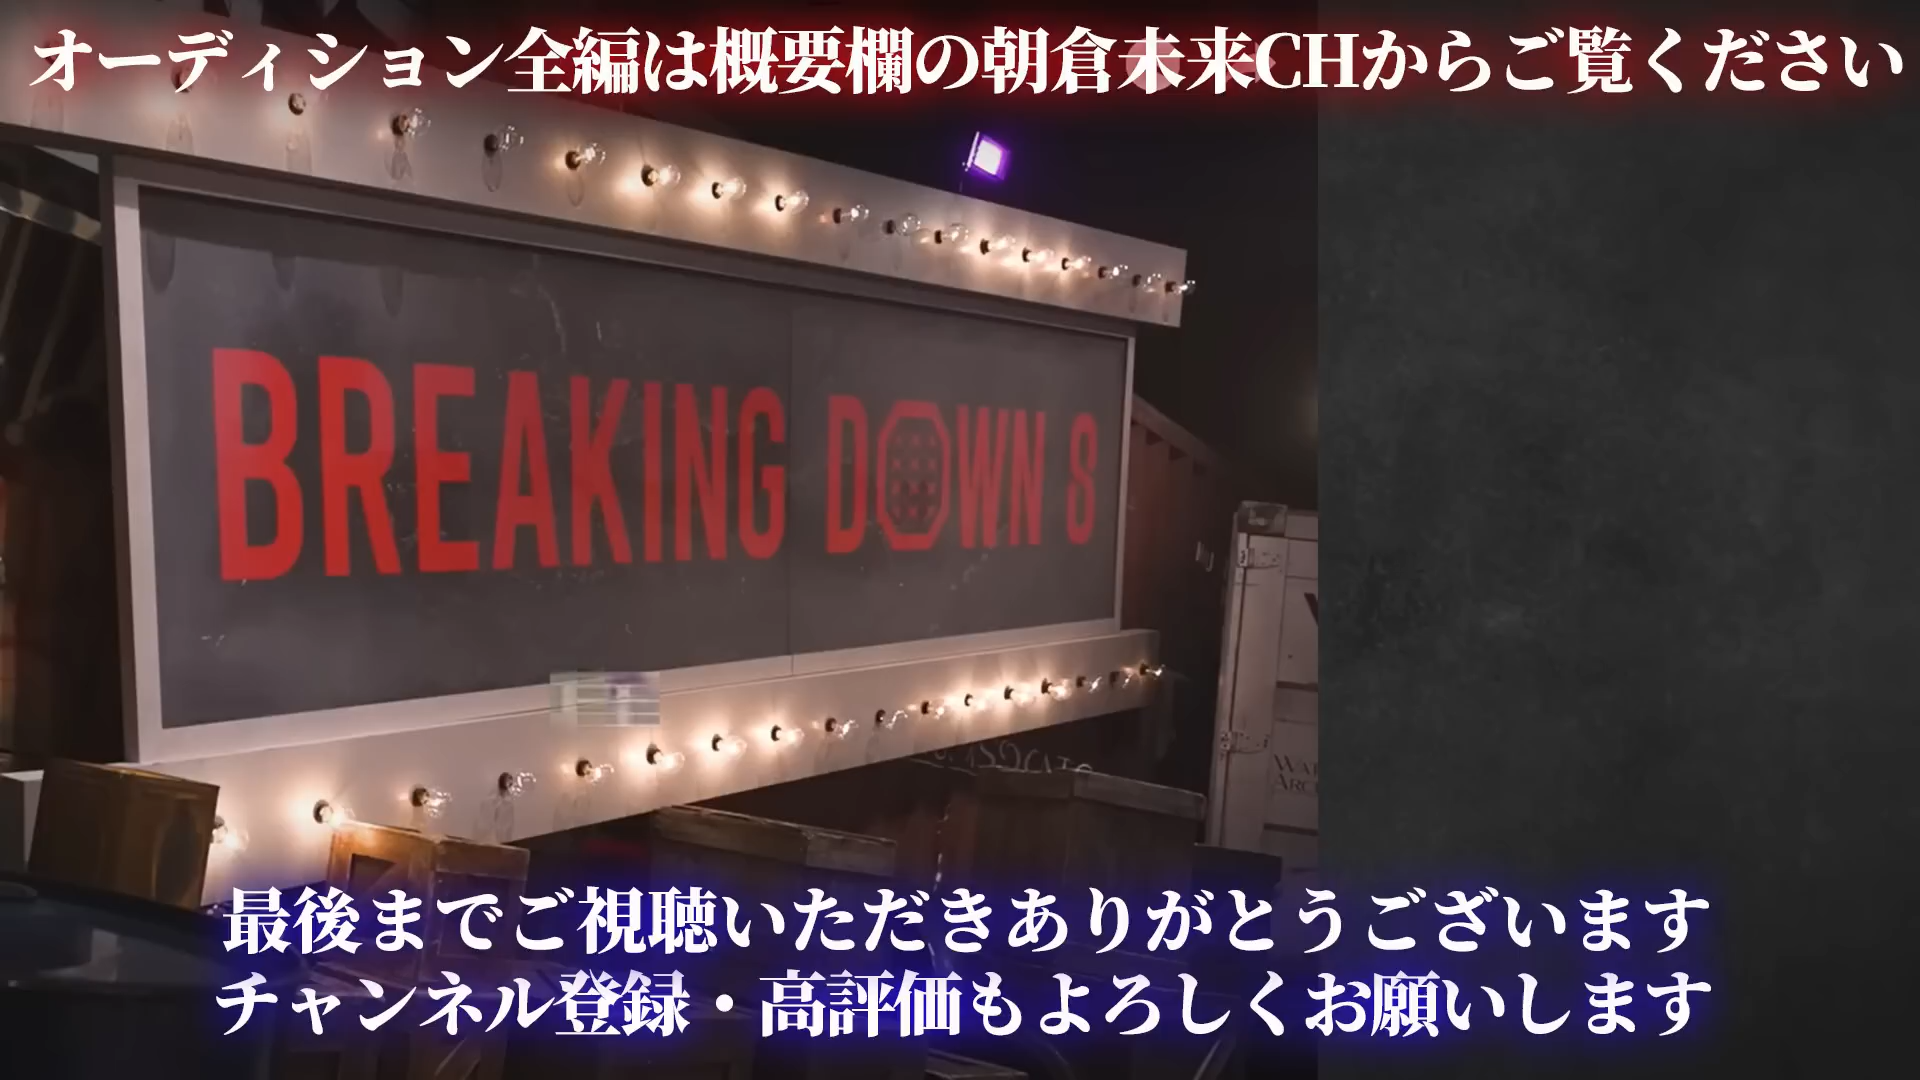 オーディション全編は概要欄の朝倉未来CHからご覧ください
BREAKING DOWN 8
最後までご視聴いただきありがとうございます
チャンネル登録・高評価もよろしくお願いします